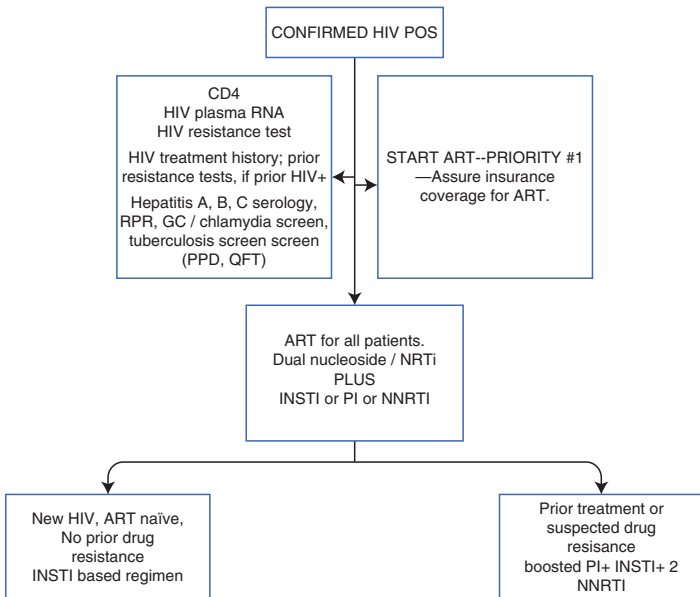 CONFIRMED HIV POS
CD4
HIV plasma RNA
HIV resistance test
HIV treatment history; prior
resistance tests, if prior HIV+
Hepatitis A, B, C serology,
RPR, GC / chlamydia screen,
tuberculosis screen screen
(PPD, QFT)
START ART--PRIORITY #1
—Assure insurance
coverage for ART.
ART for all patients.
Dual nucleoside / NRTi
PLUS
INSTI or PI or NNRTI
New HIV, ART naïve,
No prior drug
resistance
INSTI based regimen
Prior treatment or
suspected drug
resisance
boosted PI+ INSTI+ 2
NNRTI